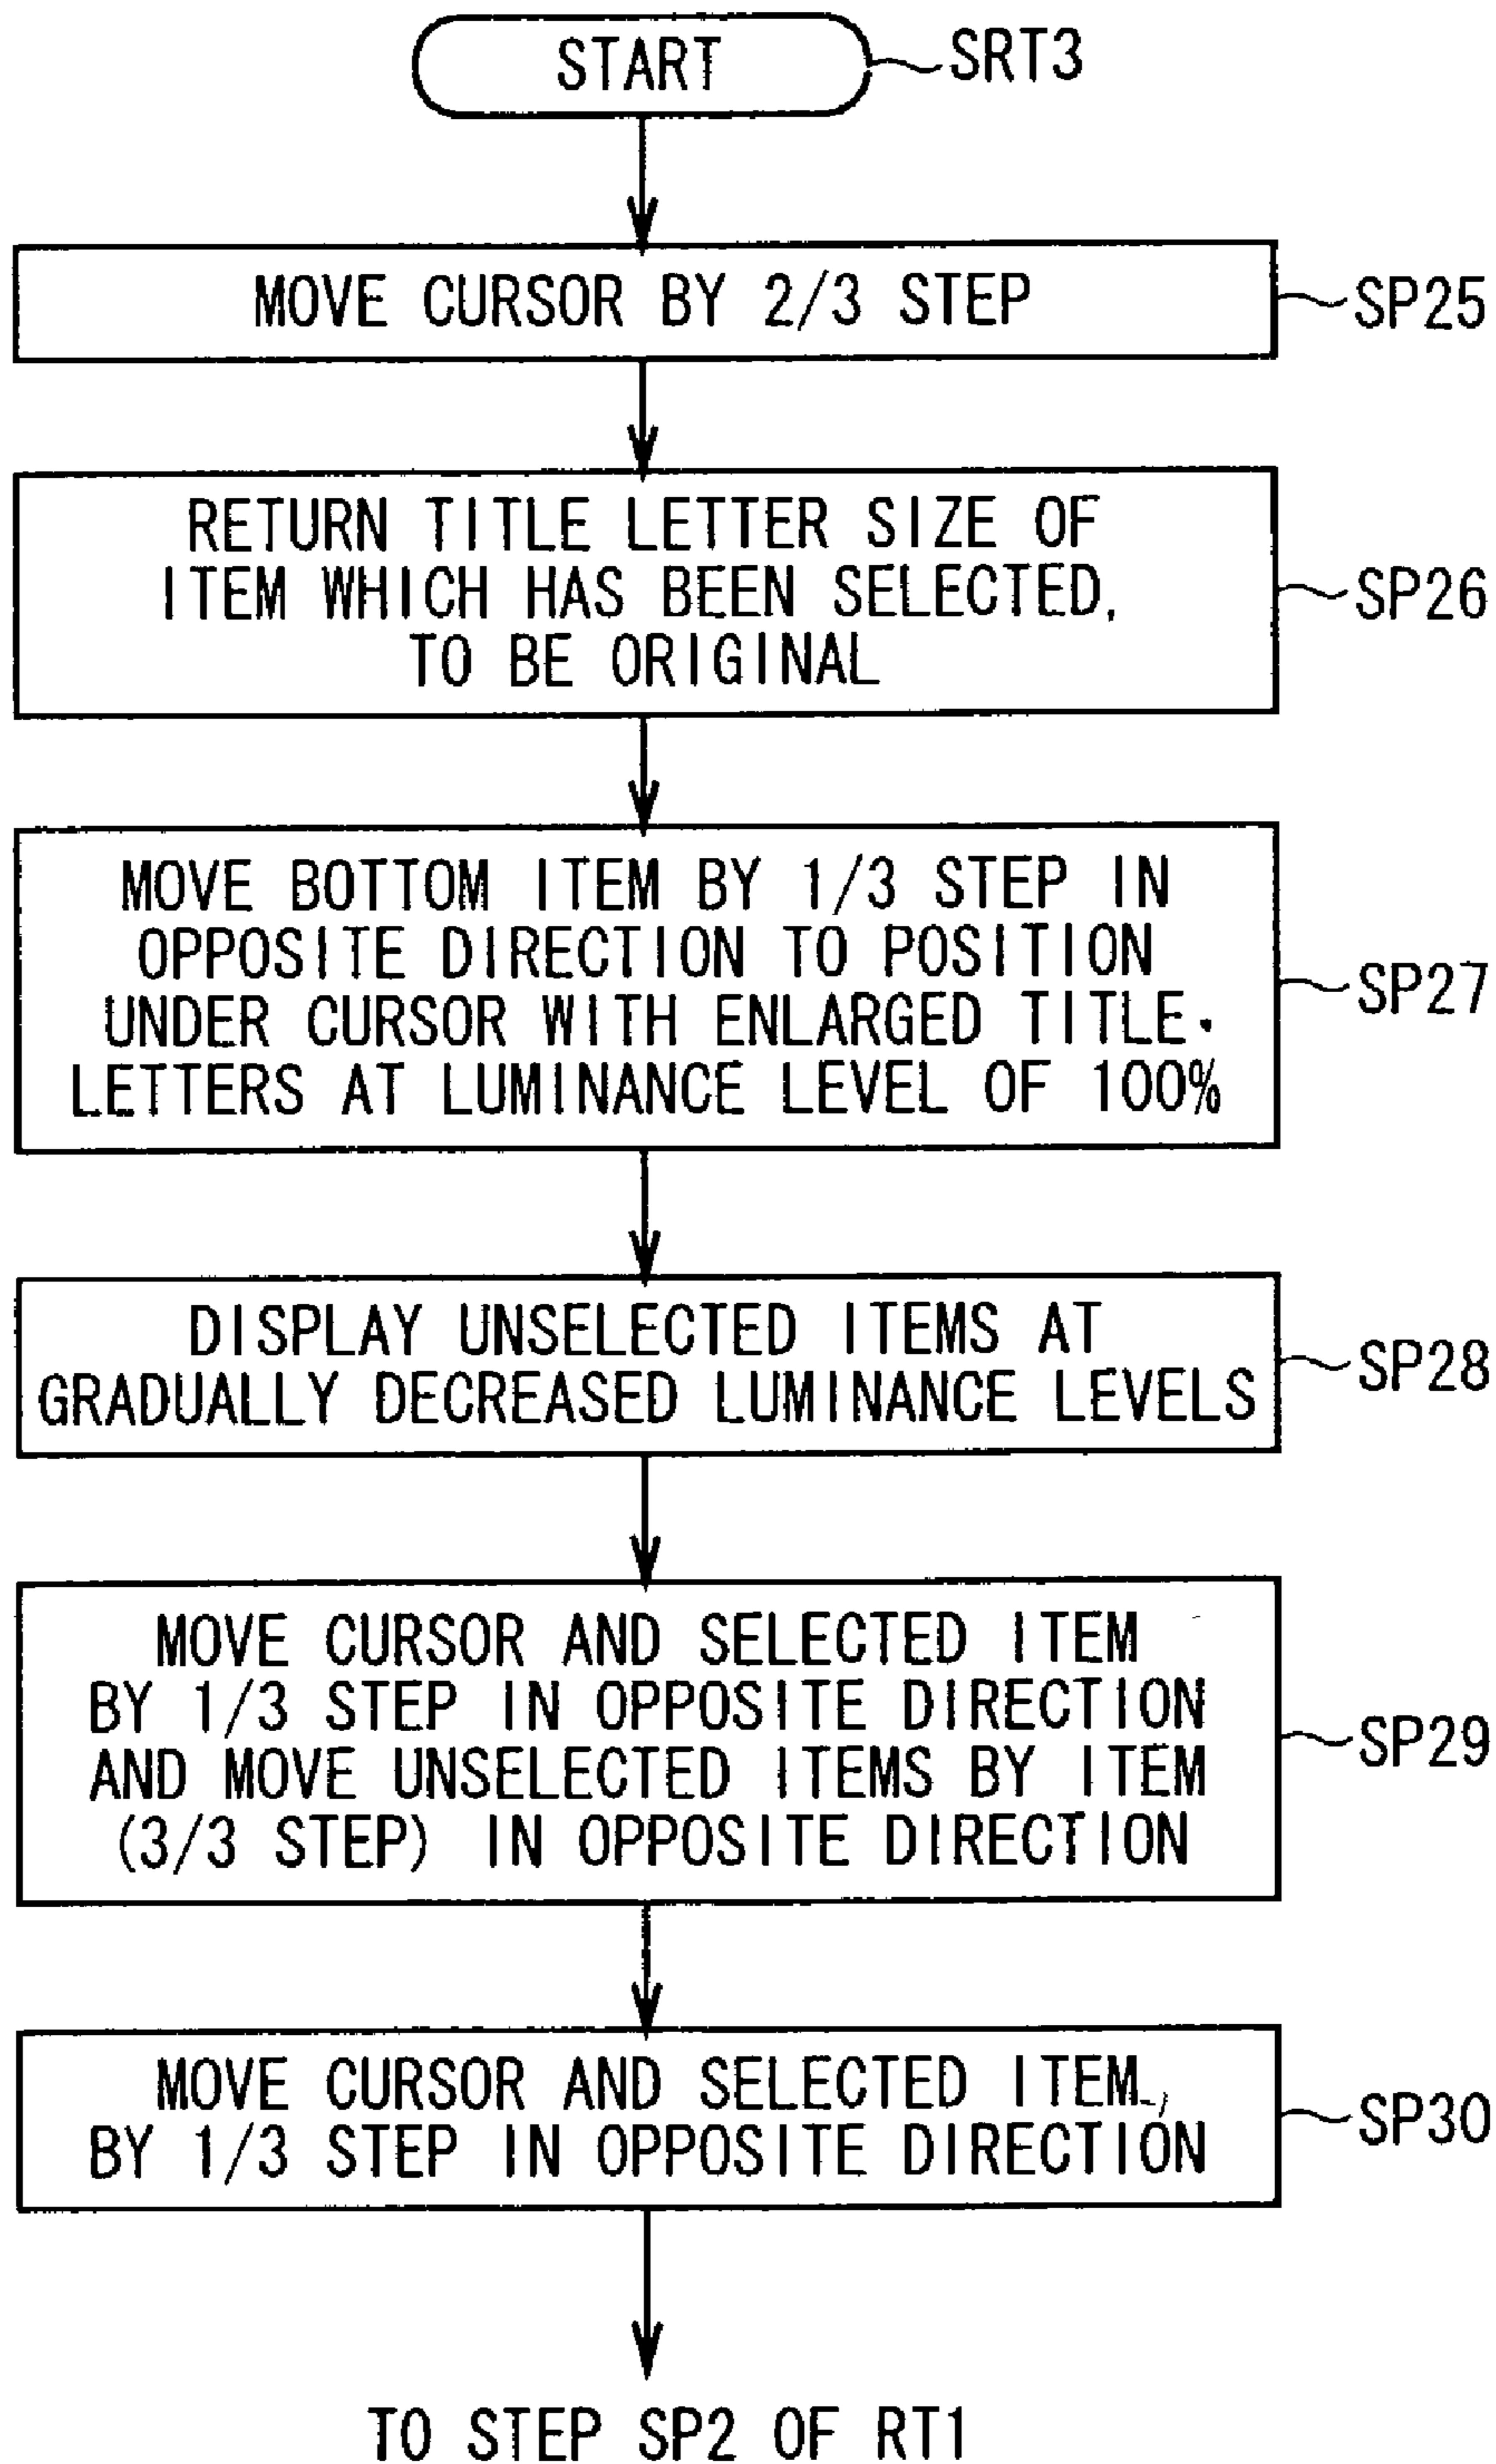 START
SRT3
MOVE CURSOR BY 2/3 STEP
SP25
RETURN TITLE LETTER SIZE OF
ITEM WHICH HAS BEEN SELECTED,
TO BE ORIGINAL
SP26
MOVE BOTTOM ITEM BY 1/3 STEP IN
OPPOSITE DIRECTION TO POSITION
UNDER CURSOR WITH ENLARGED TITLE.
LETTERS AT LUMINANCE LEVEL OF 100%
SP27
DISPLAY UNSELECTED ITEMS AT
GRADUALLY DECREASED LUMINANCE LEVELS
SP28
MOVE CURSOR AND SELECTED ITEM
BY 1/3 STEP IN OPPOSITE DIRECTION
AND MOVE UNSELECTED ITEMS BY ITEM
(3/3 STEP) IN OPPOSITE DIRECTION
SP29
MOVE CURSOR AND SELECTED ITEM
BY 1/3 STEP IN OPPOSITE DIRECTION
SP30
TO STEP SP2 OF RT1